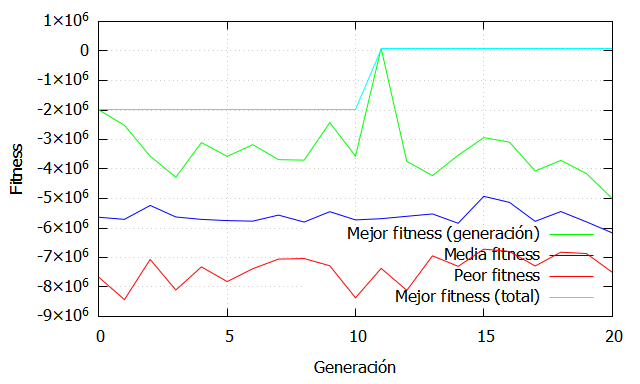 1×10⁶
0
-1×10⁶
-2×10⁶
-3×10⁶
-4×10⁶
-5×10⁶
-6×10⁶
-7×10⁶
-8×10⁶
-9×10⁶
Fitness
Mejor fitness (generación)
Media fitness
Peor fitness
Mejor fitness (total)
0 5 10 15 20
Generación